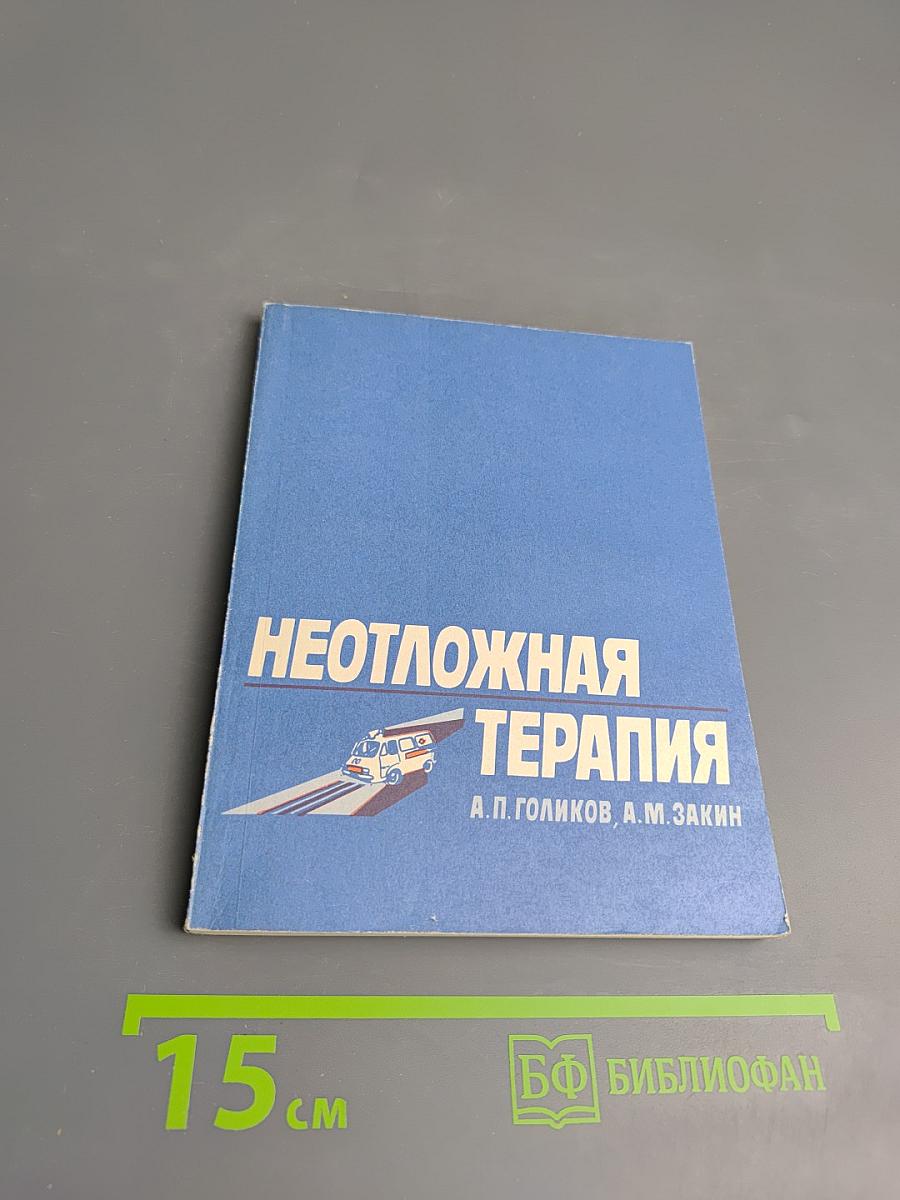 НЕОТЛОЖНАЯ
ТЕРАПИЯ
А.П.ГОЛИКОВ, А.М.ЗАКИН
15 см
БФ БИБЛИОФАН